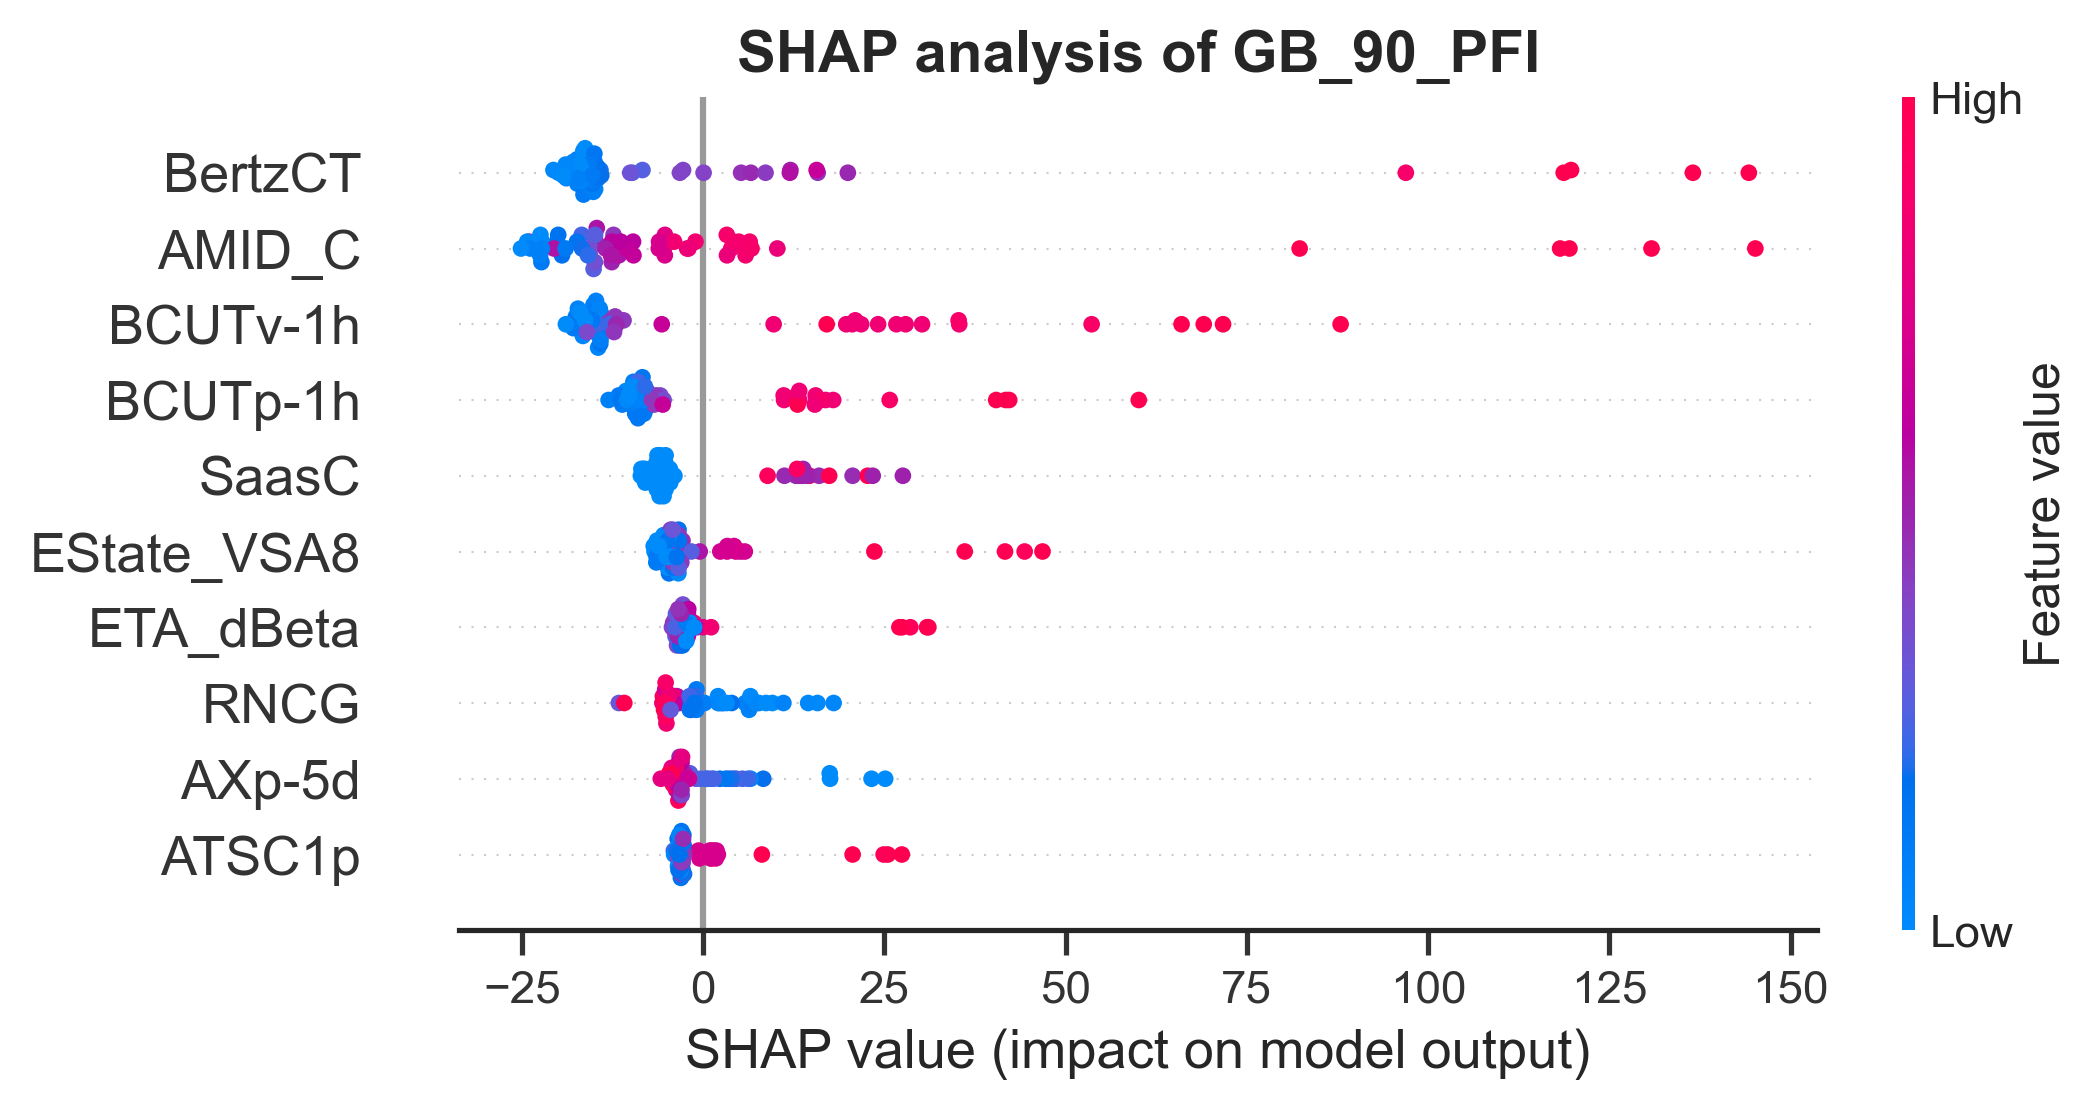 SHAP analysis of GB_90_PFI
High
BertzCT
AMID_C
BCUTv-1h
BCUTp-1h
SaasC
EState_VSA8
ETA_dBeta
RNCG
AXp-5d
ATSC1p
Feature value
Low
−25 0 25 50 75 100 125 150
SHAP value (impact on model output)